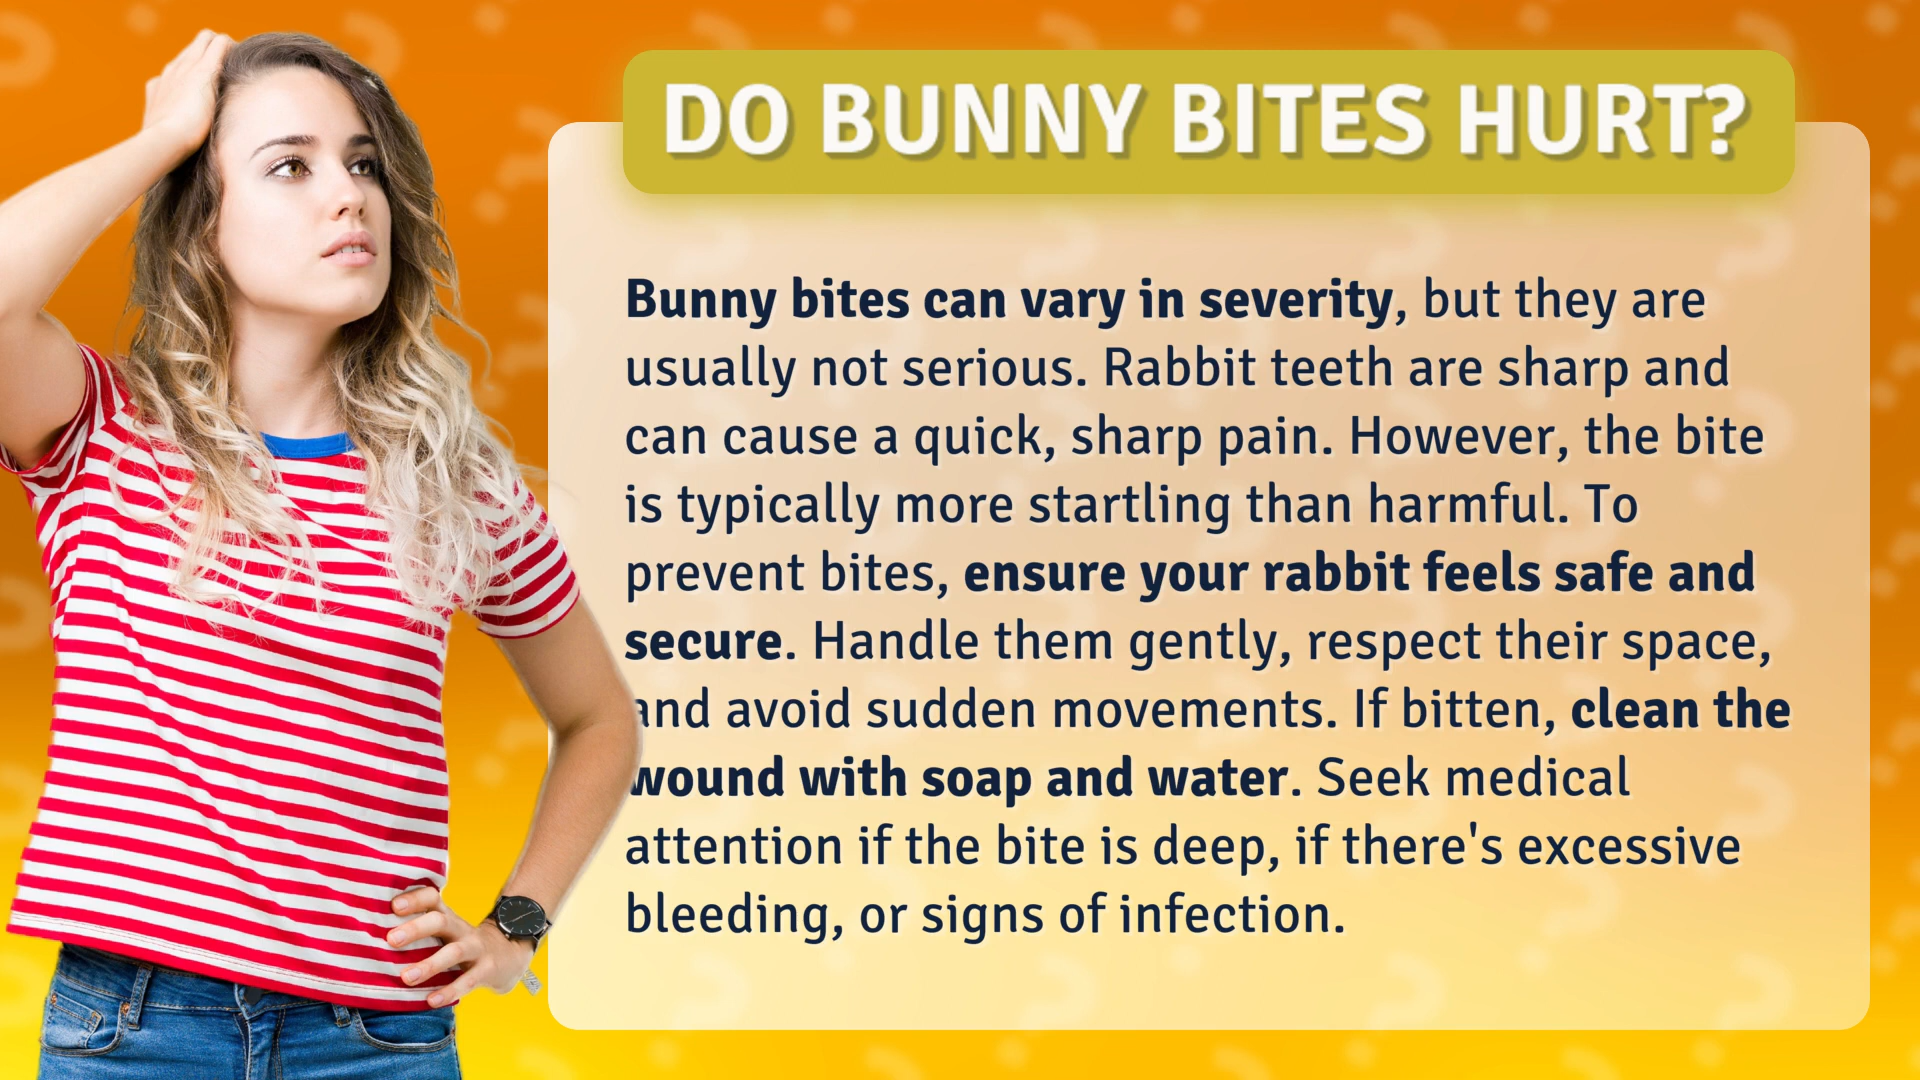 DO BUNNY BITES HURT?
Bunny bites can vary in severity, but they are
usually not serious. Rabbit teeth are sharp and
can cause a quick, sharp pain. However, the bite
is typically more startling than harmful. To
prevent bites, ensure your rabbit feels safe and
secure. Handle them gently, respect their space,
and avoid sudden movements. If bitten, clean the
wound with soap and water. Seek medical
attention if the bite is deep, if there's excessive
bleeding, or signs of infection.